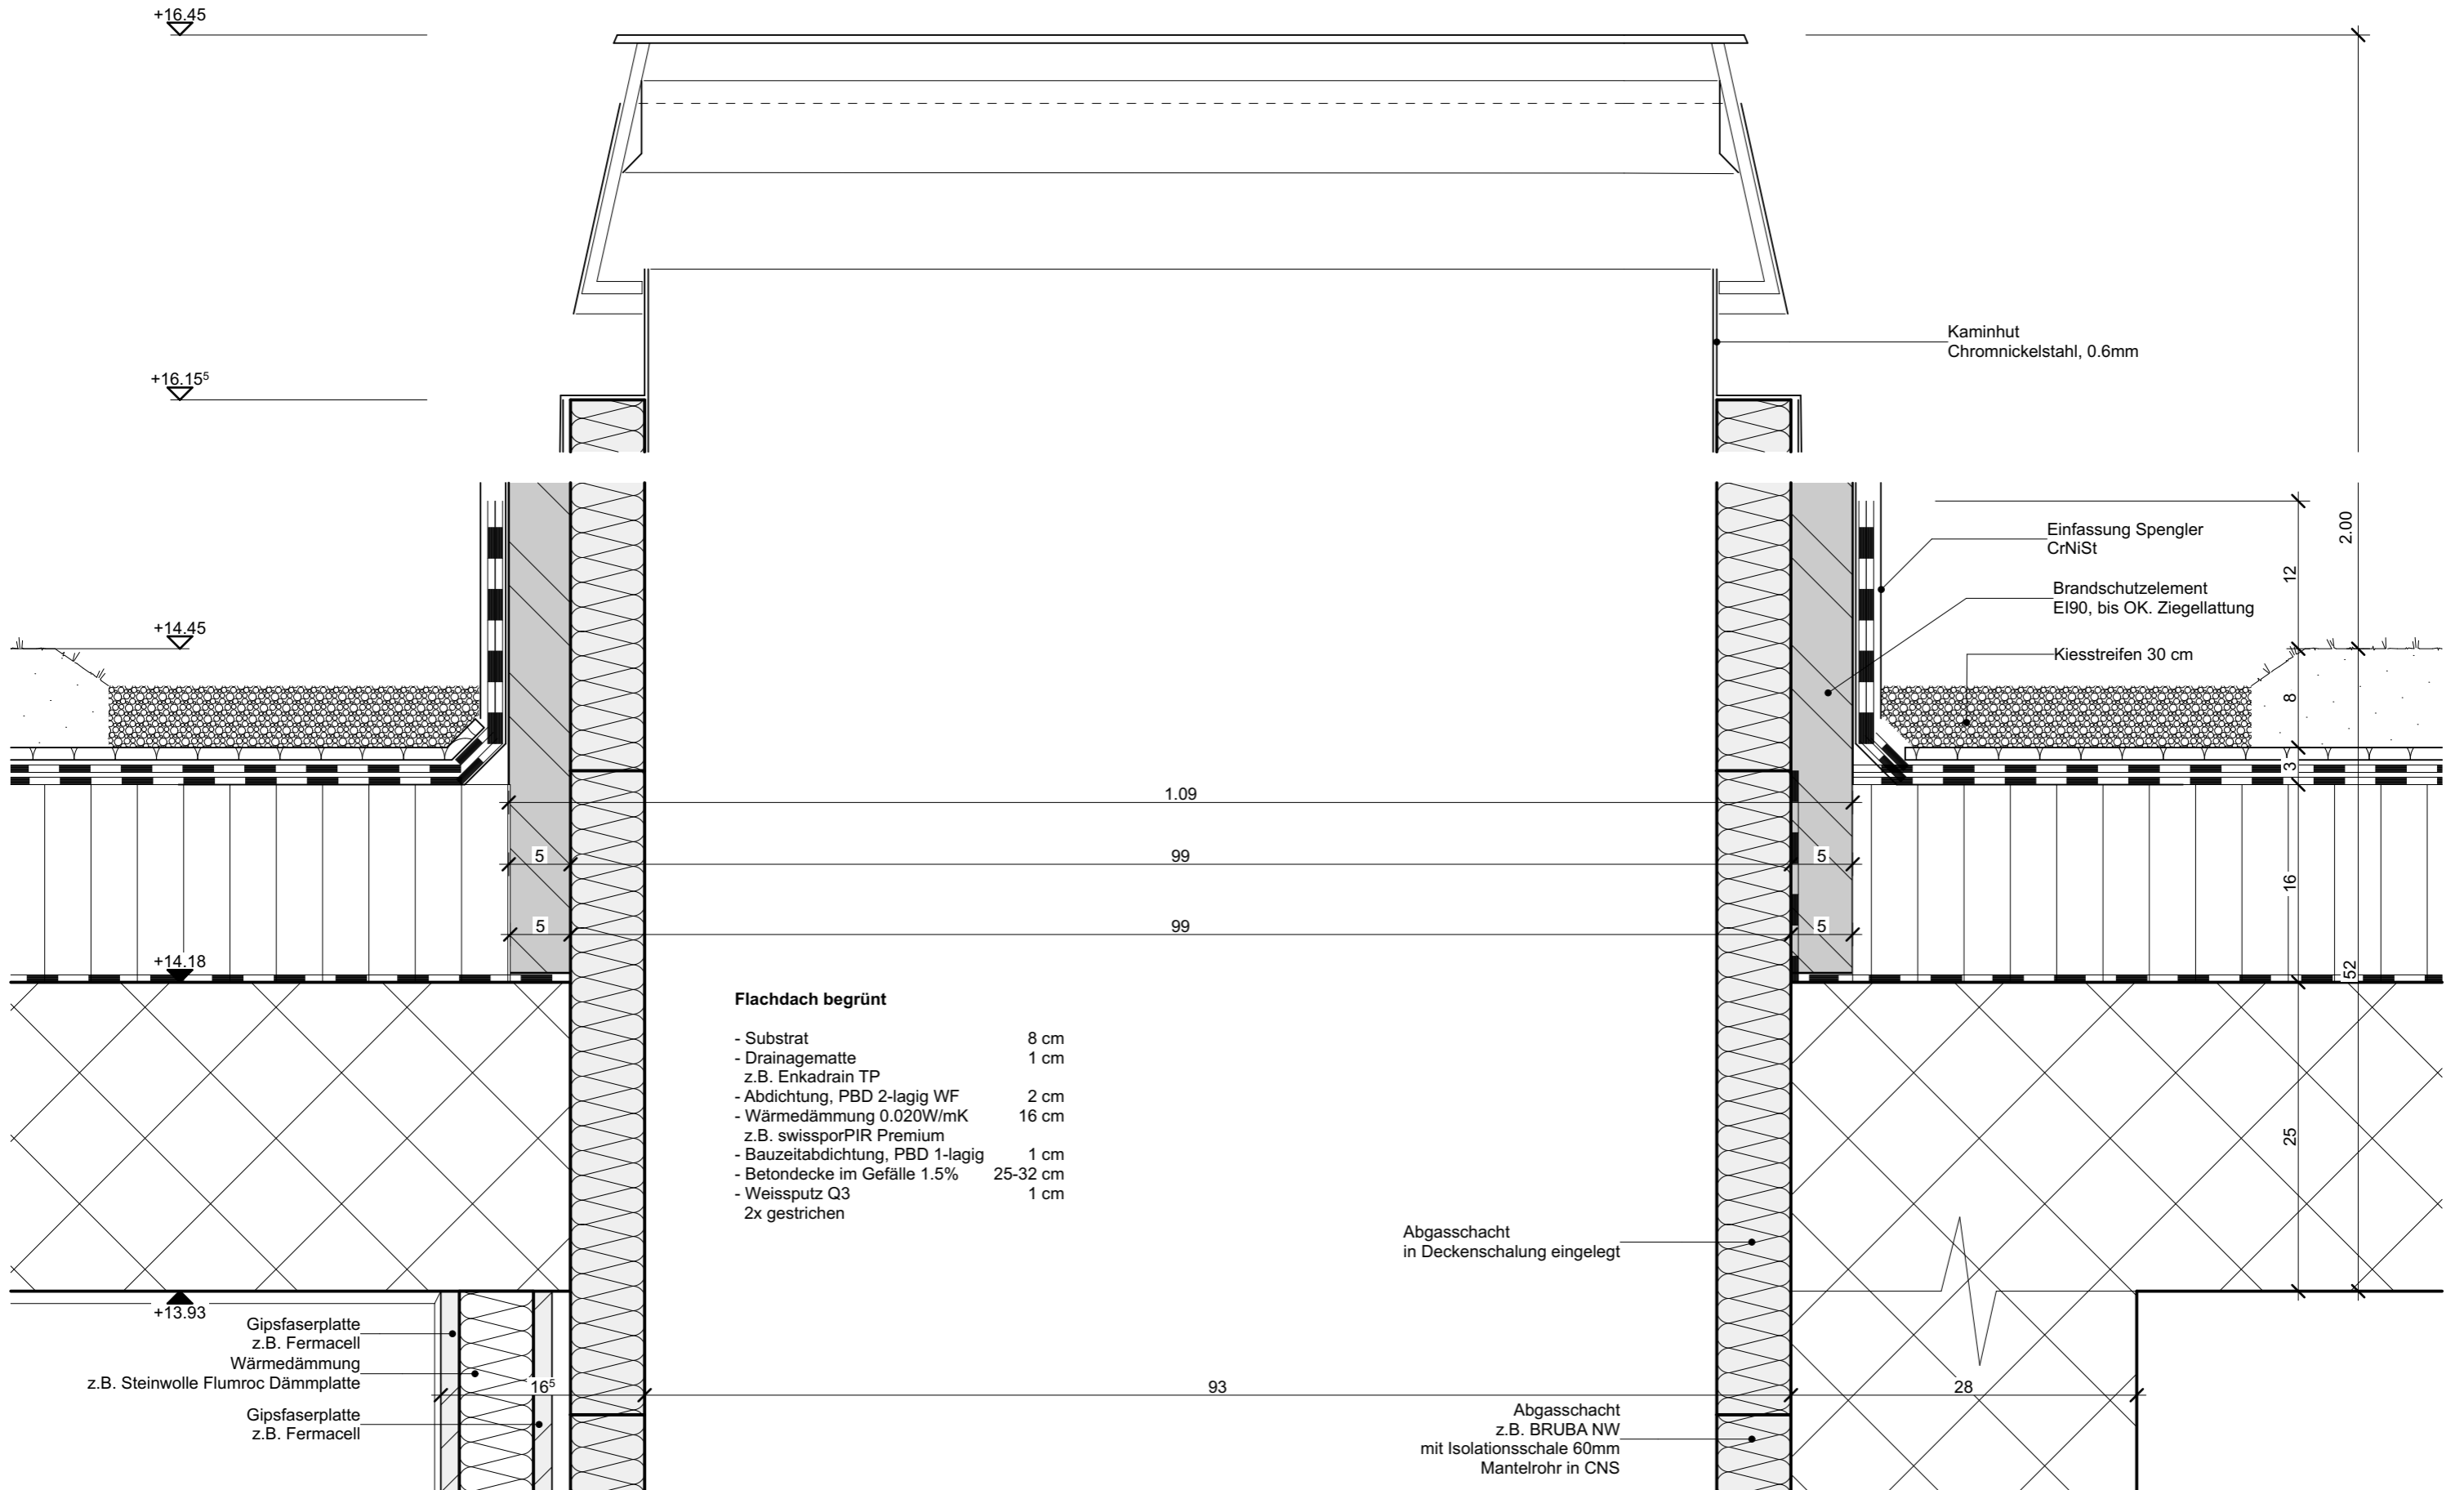 +16.45
+16.15⁵
Kaminhut
Chromnickelstahl, 0.6mm
2.00
Einfassung Spengler
CrNiSt
12
Brandschutzelement
EI90, bis OK. Ziegellattung
+14.45
Kiesstreifen 30 cm
8
3
1.09
5
99
5
16
5
99
5
+14.18
52
Flachdach begrünt
- Substrat 8 cm
- Drainagematte 1 cm
z.B. Enkadrain TP
- Abdichtung, PBD 2-lagig WF 2 cm
- Wärmedämmung 0.020W/mK 16 cm
z.B. swissporPIR Premium
- Bauzeitabdichtung, PBD 1-lagig 1 cm
- Betondecke im Gefälle 1.5% 25-32 cm
- Weissputz Q3 1 cm
2x gestrichen
25
Abgasschacht
in Deckenschalung eingelegt
+13.93
Gipsfaserplatte
z.B. Fermacell
Wärmedämmung
z.B. Steinwolle Flumroc Dämmplatte
16⁵
93
28
Gipsfaserplatte
z.B. Fermacell
Abgasschacht
z.B. BRUBA NW
mit Isolationsschale 60mm
Mantelrohr in CNS